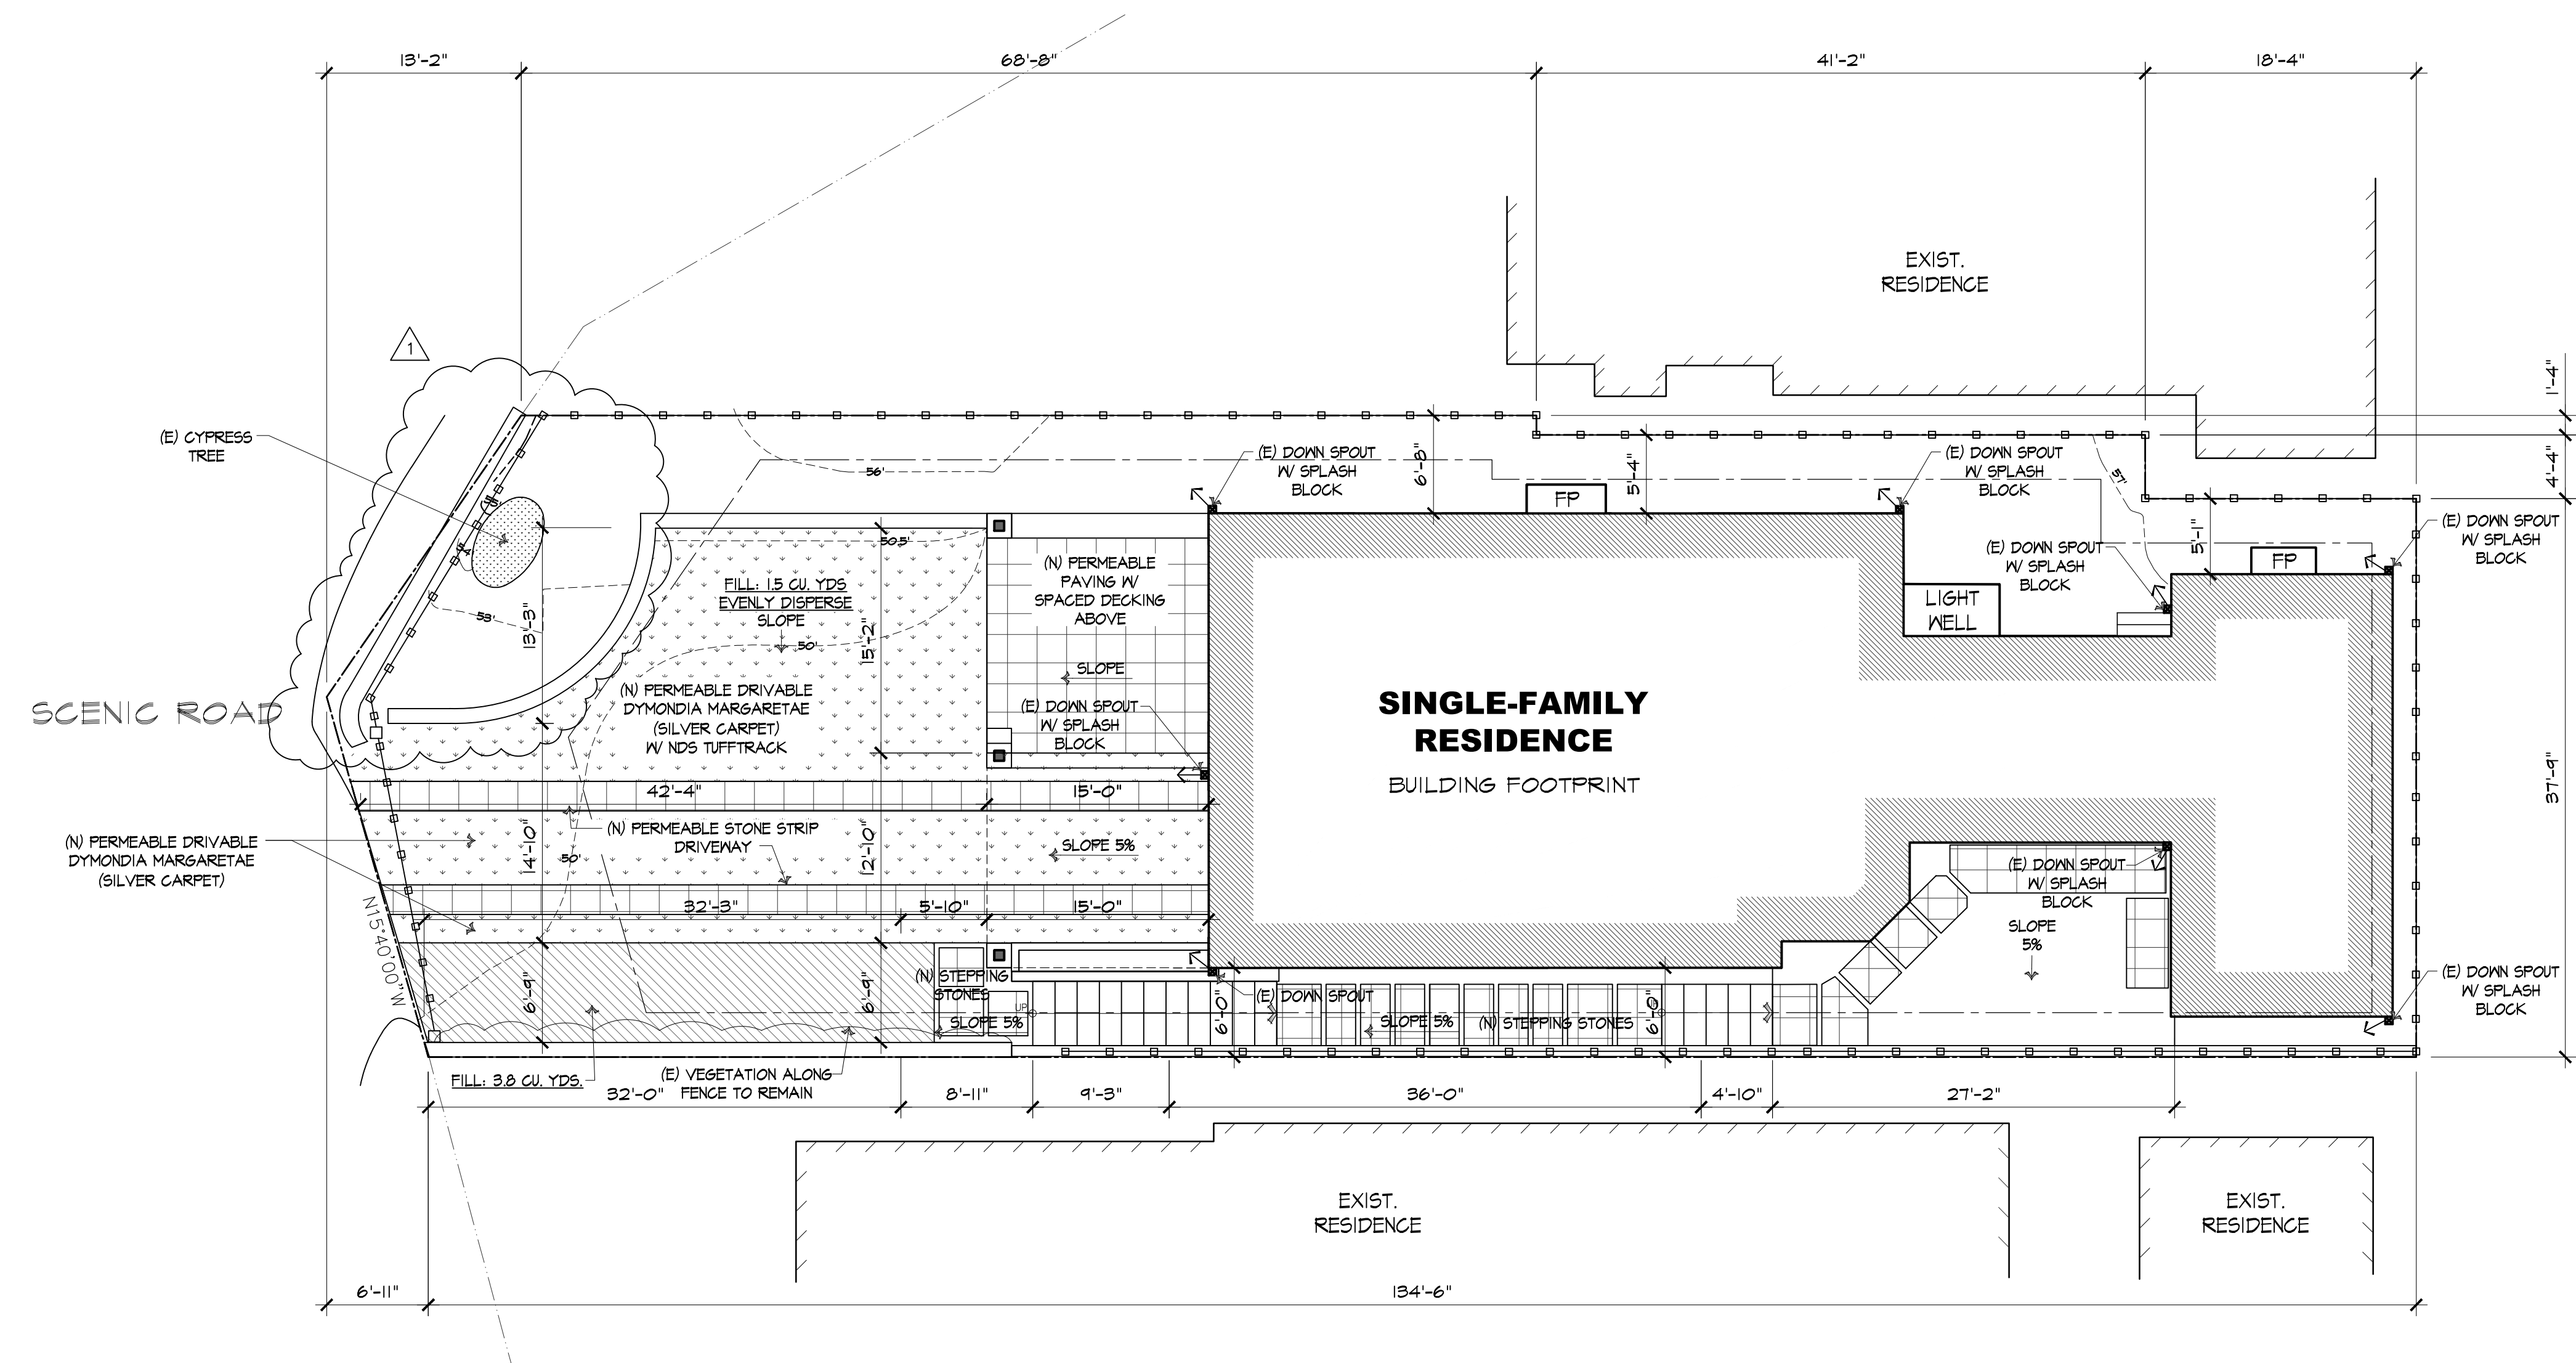 13'-2"
68'-8"
41'-2"
18'-4"
EXIST.
RESIDENCE
1
1'-4"
4'-4"
37'-9"
(E) CYPRESS
TREE
56'
(E) DOWN SPOUT
W/ SPLASH
BLOCK
6'-8"
FP
5'-4"
(E) DOWN SPOUT
W/ SPLASH
BLOCK
57'
5'-1"
FP
(E) DOWN SPOUT
W/ SPLASH
BLOCK
(E) DOWN SPOUT
W/ SPLASH
BLOCK
LIGHT
WELL
50.5'
53'
13'-3"
FILL: 1.5 CU. YDS
EVENLY DISPERSE
SLOPE
50'
15'-2"
(N) PERMEABLE
PAVING W/
SPACED DECKING
ABOVE
SLOPE
(N) PERMEABLE DRIVABLE
DYMONDIA MARGARETAE
(SILVER CARPET)
W/ NDS TUFFTRACK
(E) DOWN SPOUT
W/ SPLASH
BLOCK
SCENIC ROAD
SINGLE-FAMILY
RESIDENCE
BUILDING FOOTPRINT
42'-4"
15'-0"
(N) PERMEABLE DRIVABLE
DYMONDIA MARGARETAE
(SILVER CARPET)
14'-10"
50'
(N) PERMEABLE STONE STRIP
DRIVEWAY
12'-10"
SLOPE 5%
32'-3"
5'-10"
15'-0"
N15°40'00"W
(E) DOWN SPOUT
W/ SPLASH
BLOCK
SLOPE
5%
6'-9"
6'-9"
(N) STEPPING
STONES
UP
SLOPE 5%
6'-0"
(E) DOWN SPOUT
SLOPE 5%
(N) STEPPING STONES
6'-0"
(E) DOWN SPOUT
W/ SPLASH
BLOCK
FILL: 3.8 CU. YDS.
(E) VEGETATION ALONG
FENCE TO REMAIN
32'-0"
8'-11"
9'-3"
36'-0"
4'-10"
27'-2"
EXIST.
RESIDENCE
EXIST.
RESIDENCE
6'-11"
134'-6"